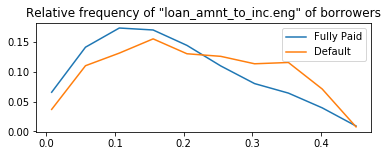 Relative frequency of "loan_amnt_to_inc.eng" of borrowers
Fully Paid
Default
0.15
0.10
0.05
0.00
0.0 0.1 0.2 0.3 0.4